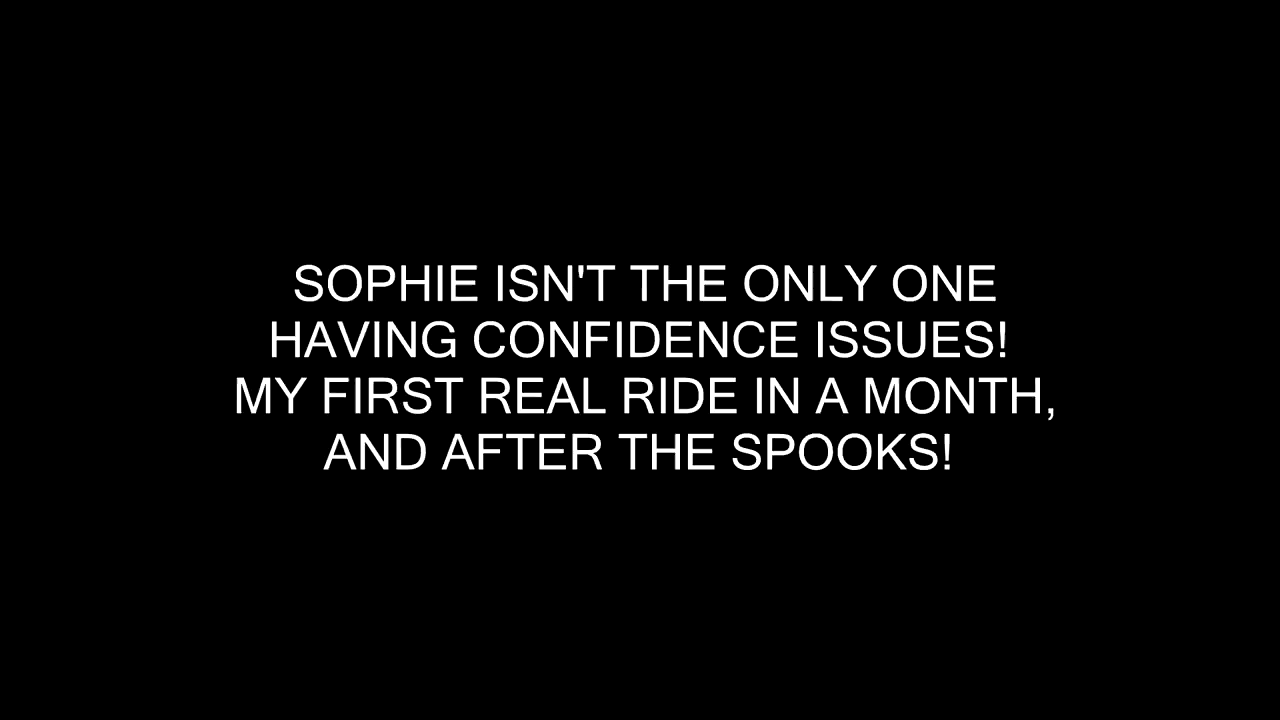 SOPHIE ISN'T THE ONLY ONE
HAVING CONFIDENCE ISSUES!
MY FIRST REAL RIDE IN A MONTH,
AND AFTER THE SPOOKS!